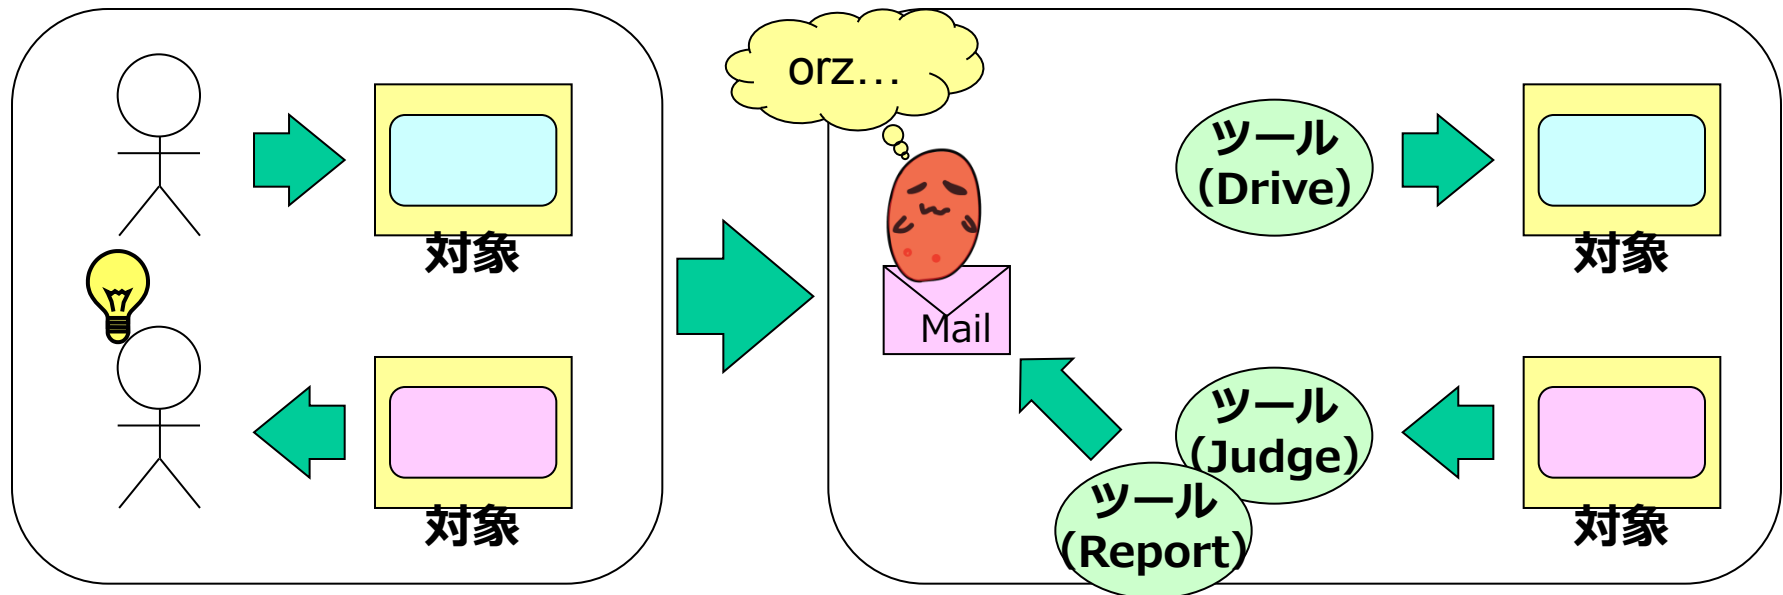 対象
対象
orz…
Mail
ツール
(Drive)
対象
ツール
(Judge)
ツール
(Report)
対象